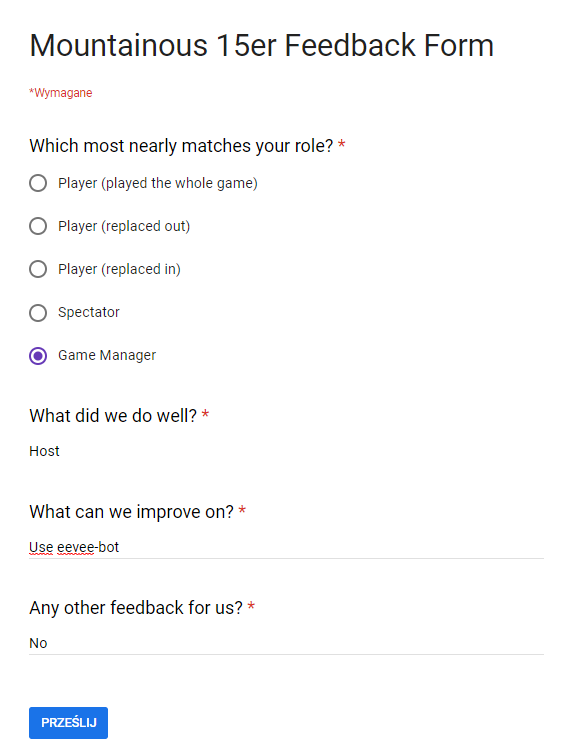 Mountainous 15er Feedback Form
*Wymagane
Which most nearly matches your role? *
Player (played the whole game)
Player (replaced out)
Player (replaced in)
Spectator
Game Manager
What did we do well? *
Host
What can we improve on? *
Use eevee-bot
Any other feedback for us? *
No
PRZEŚLIJ